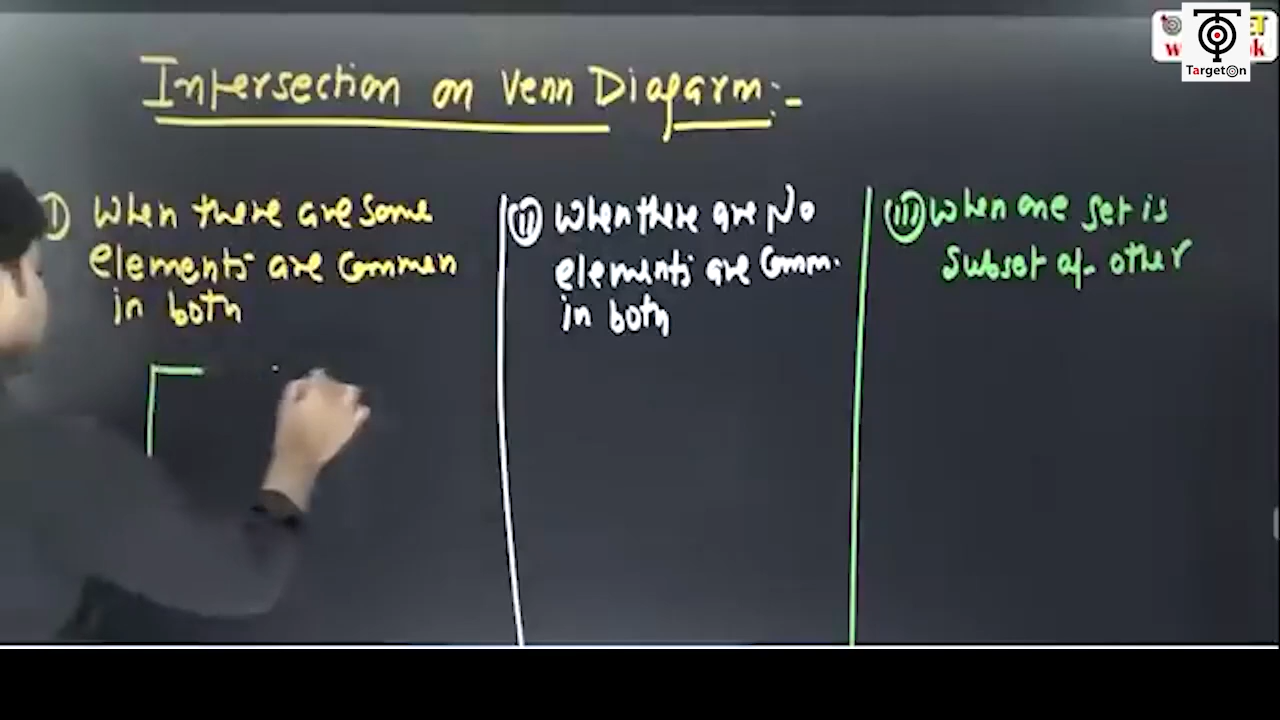 Intersection on Venn Diagarm:-
I) When there are some
elements are common
in both
(ii) When there are No
elements are Comm.
in both
(iii) When one set is
Subset of other
TargetOn